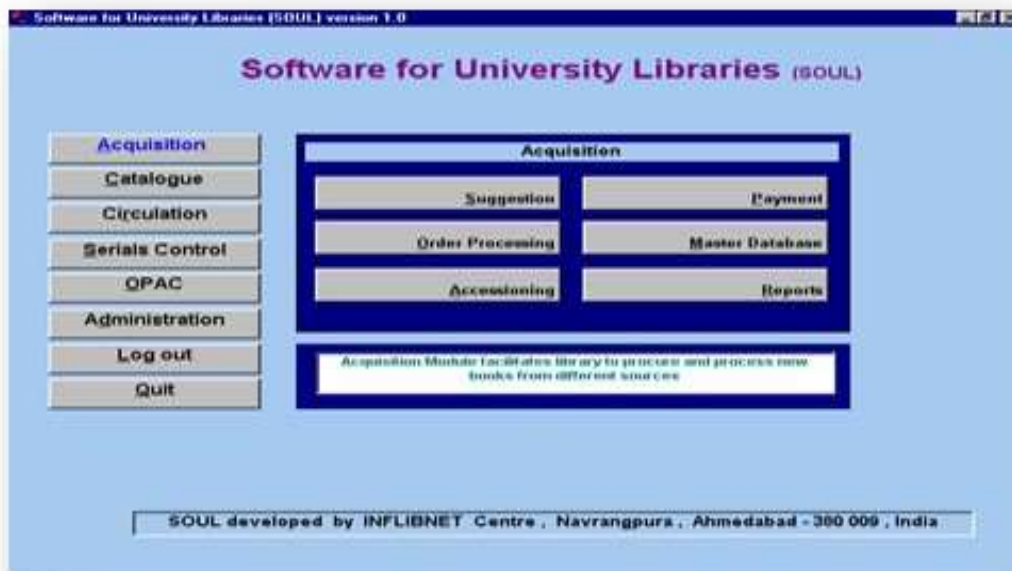 Software for University Libraries (SOUL) version 1.0
Software for University Libraries (SOUL)
Acquisition
Catalogue
Circulation
Serials Control
OPAC
Administration
Log out
Quit
Acquisition
Suggestion
Payment
Order Processing
Master Database
Accessioning
Reports
Acquisition Module facilitates library to procure and process new
books from different sources
SOUL developed by INFLIBNET Centre , Navrangpura , Ahmedabad - 380 009 , India